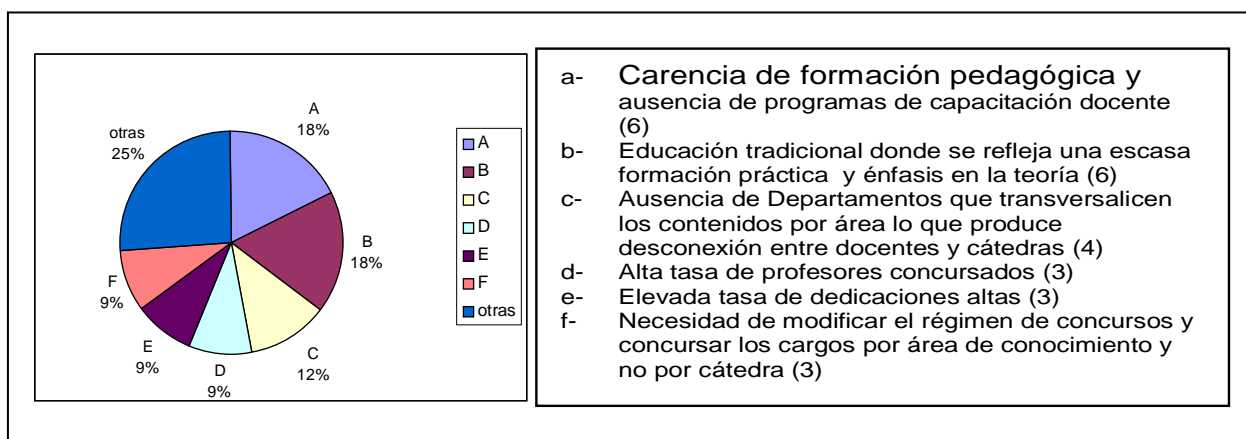 A
18%
B
18%
C
12%
D
9%
E
9%
F
9%
otras
25%
A
B
C
D
E
F
otras
a- Carencia de formación pedagógica y
ausencia de programas de capacitación docente
(6)
b- Educación tradicional donde se refleja una escasa
formación práctica y énfasis en la teoría (6)
c- Ausencia de Departamentos que transversalicen
los contenidos por área lo que produce
desconexión entre docentes y cátedras (4)
d- Alta tasa de profesores concursados (3)
e- Elevada tasa de dedicaciones altas (3)
f- Necesidad de modificar el régimen de concursos y
concursar los cargos por área de conocimiento y
no por cátedra (3)